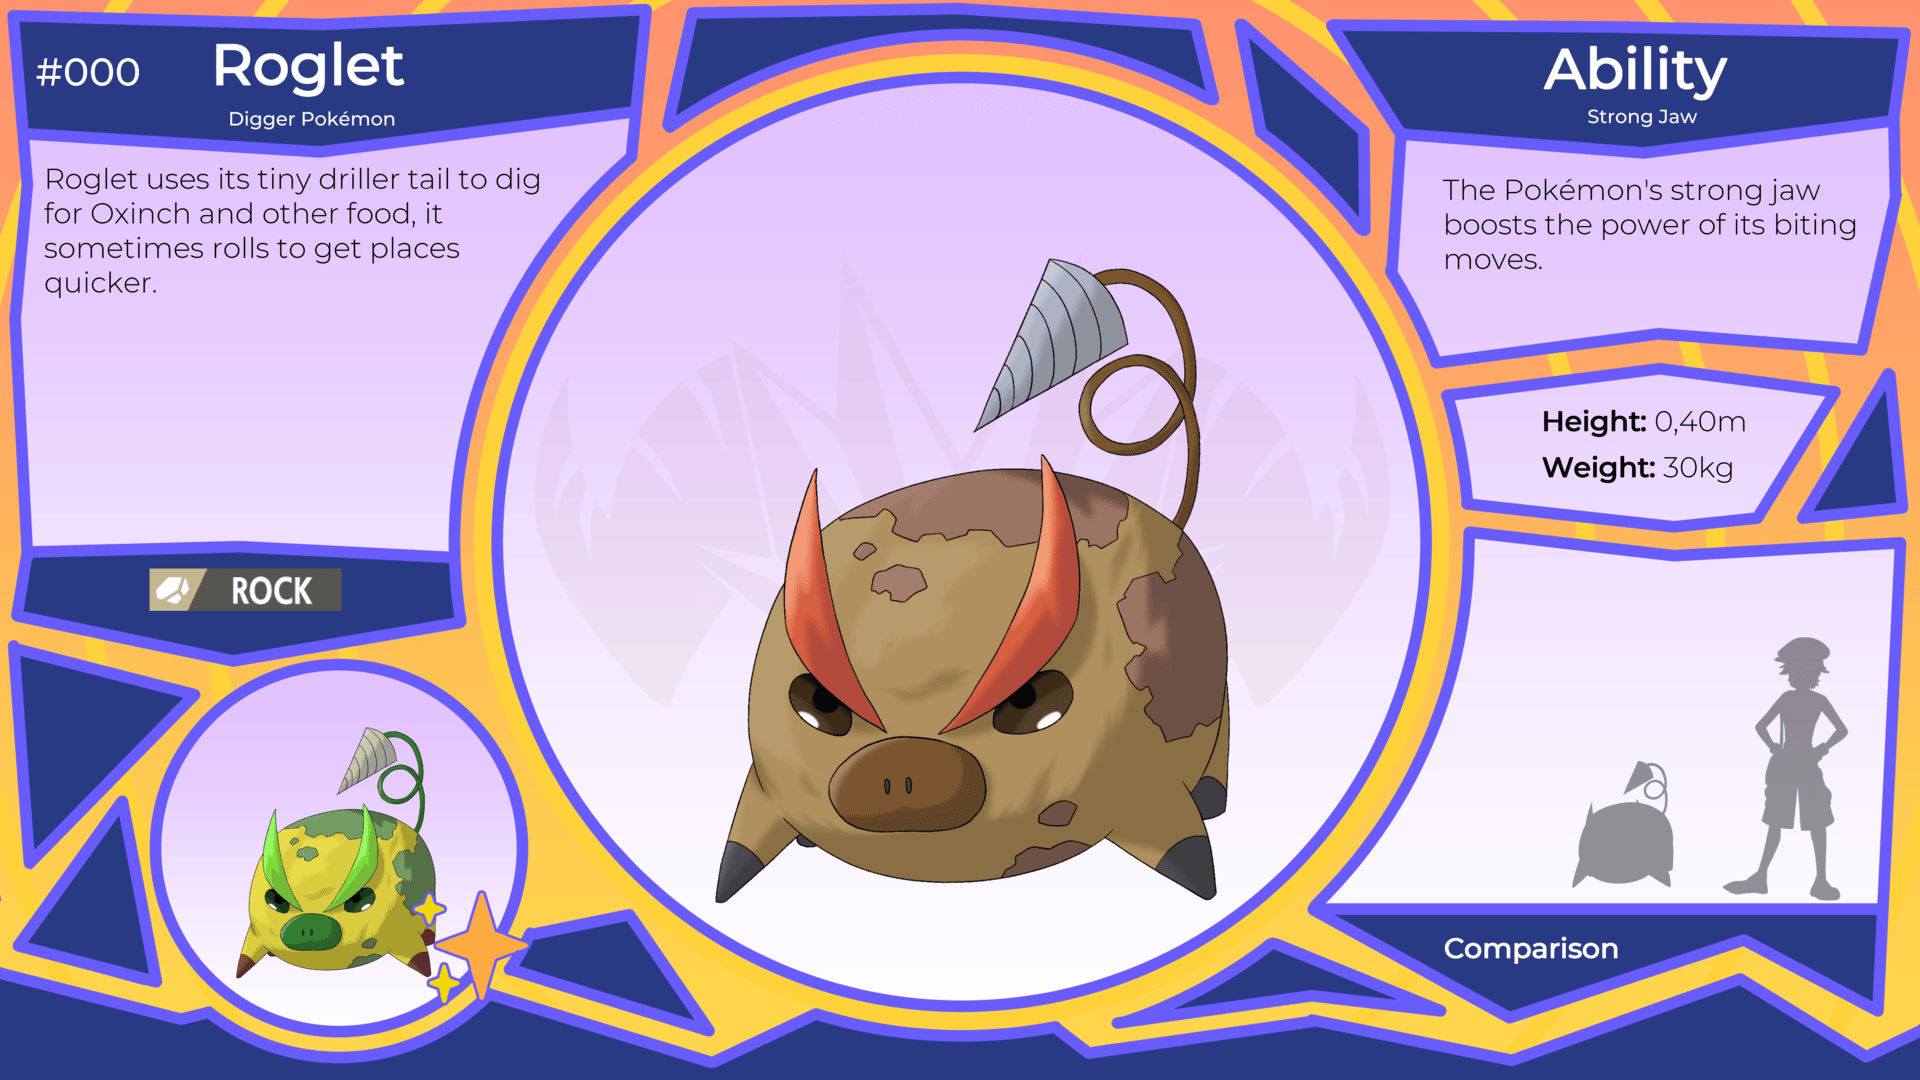 #000
Roglet
Digger Pokémon
Roglet uses its tiny driller tail to dig
for Oxinch and other food, it
sometimes rolls to get places
quicker.
ROCK
Ability
Strong Jaw
The Pokémon's strong jaw
boosts the power of its biting
moves.
Height: 0,40m
Weight: 30kg
Comparison